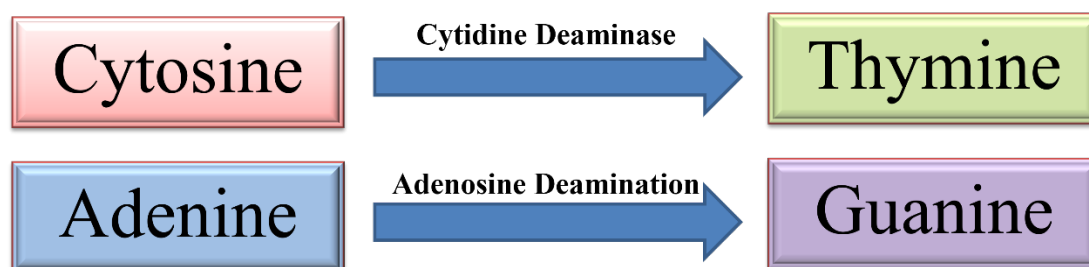 Cytosine
Cytidine Deaminase
Thymine
Adenine
Adenosine Deamination
Guanine